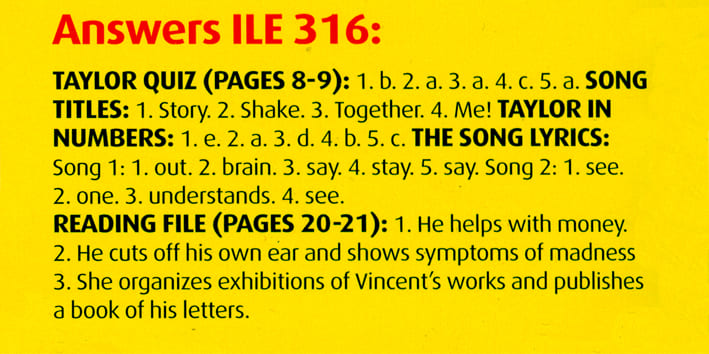 Answers ILE 316:
TAYLOR QUIZ (PAGES 8-9): 1. b. 2. a. 3. a. 4. c. 5. a. SONG
TITLES: 1. Story. 2. Shake. 3. Together. 4. Me! TAYLOR IN
NUMBERS: 1. e. 2. a. 3. d. 4. b. 5. c. THE SONG LYRICS:
Song 1: 1. out. 2. brain. 3. say. 4. stay. 5. say. Song 2: 1. see.
2. one. 3. understands. 4. see.
READING FILE (PAGES 20-21): 1. He helps with money.
2. He cuts off his own ear and shows symptoms of madness
3. She organizes exhibitions of Vincent's works and publishes
a book of his letters.